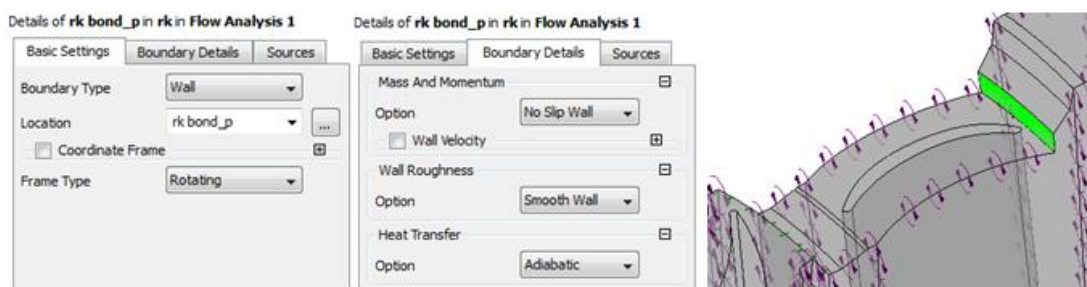 Details of rk bond_p in rk in Flow Analysis 1
Basic Settings Boundary Details Sources
Boundary Type Wall
Location rk bond_p ...
Coordinate Frame
Frame Type Rotating
Details of rk bond_p in rk in Flow Analysis 1
Basic Settings Boundary Details Sources
Mass And Momentum
Option No Slip Wall
Wall Velocity
Wall Roughness
Option Smooth Wall
Heat Transfer
Option Adiabatic